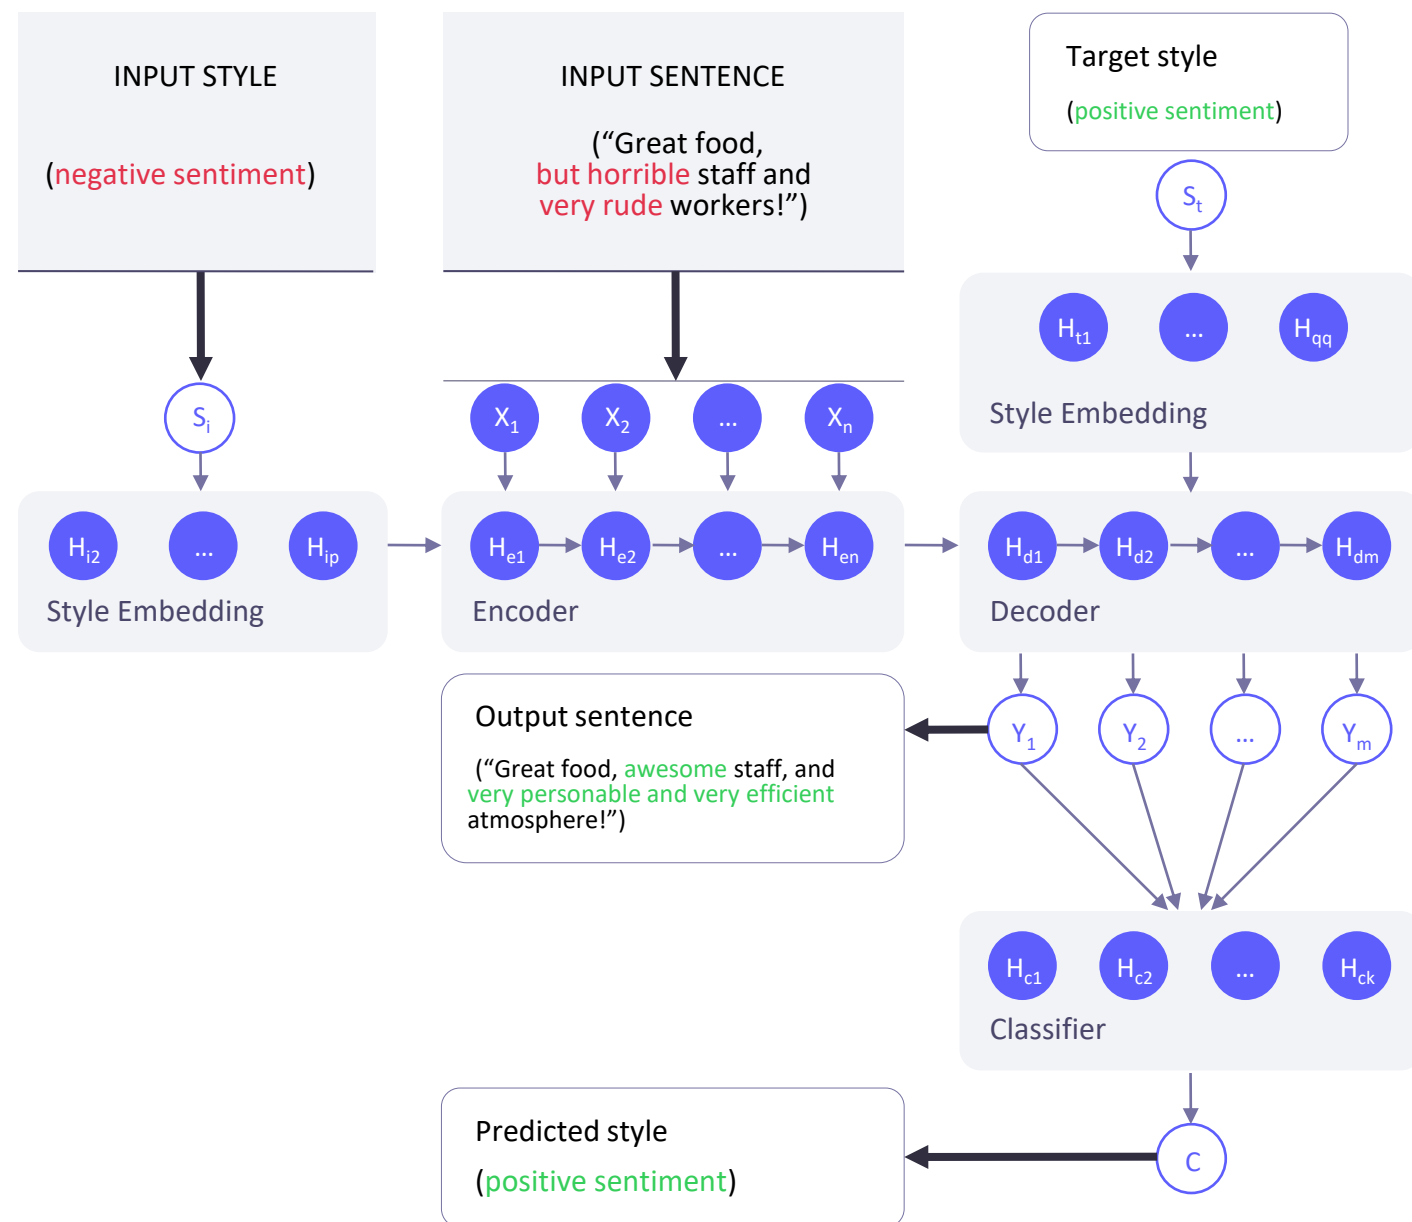 INPUT STYLE
(negative sentiment)
INPUT SENTENCE
(“Great food,
but horrible staff and
very rude workers!”)
Target style
(positive sentiment)
St
Ht1 ... Hqq
Style Embedding
Si
X1 X2 ... Xn
Hi2 ... Hip
Style Embedding
He1 He2 ... Hen
Encoder
Hd1 Hd2 ... Hdm
Decoder
Output sentence
(“Great food, awesome staff, and
very personable and very efficient
atmosphere!”)
Y1 Y2 ... Ym
Hc1 Hc2 ... Hck
Classifier
Predicted style
(positive sentiment)
C